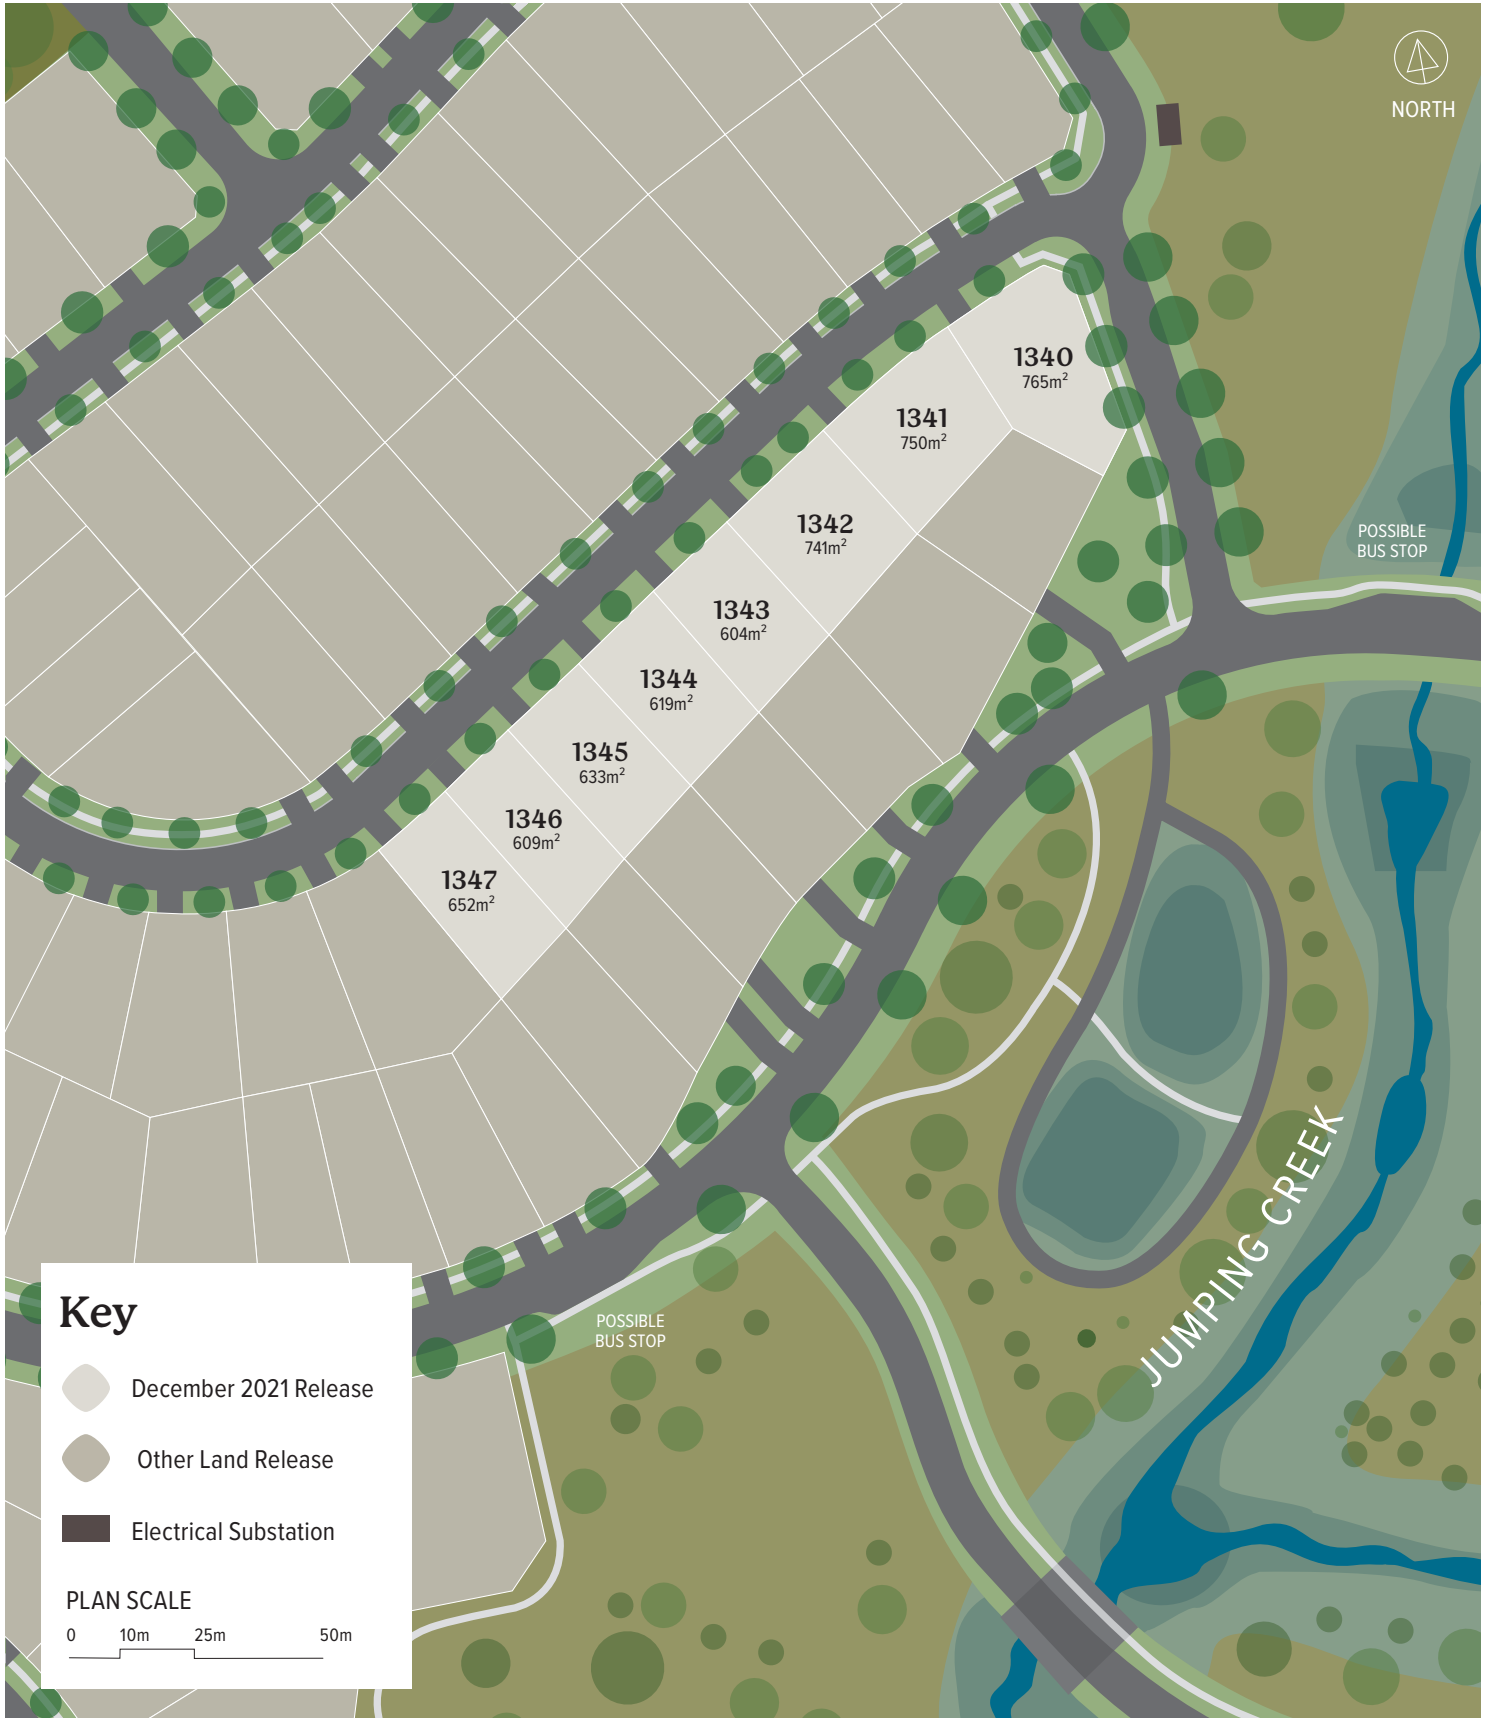 NORTH
1340
765m²
1341
750m²
1342
741m²
POSSIBLE
BUS STOP
1343
604m²
1344
619m²
1345
633m²
1346
609m²
1347
652m²
JUMPING CREEK
POSSIBLE
BUS STOP
Key
December 2021 Release
Other Land Release
Electrical Substation
PLAN SCALE
0 10m 25m 50m